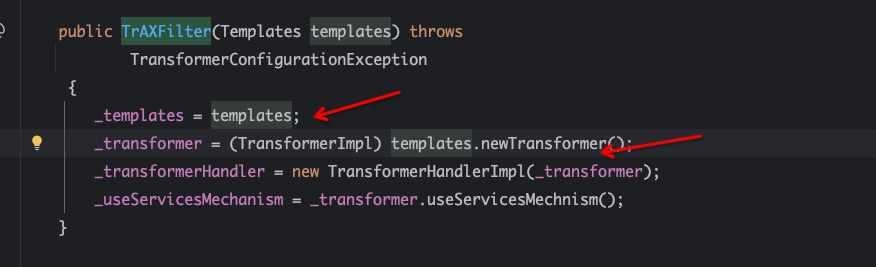 public TrAXFilter(Templates templates) throws
TransformerConfigurationException
{
_templates = templates;
_transformer = (TransformerImpl) templates.newTransformer();
_transformerHandler = new TransformerHandlerImpl(_transformer);
_useServicesMechanism = _transformer.useServicesMechnism();
}